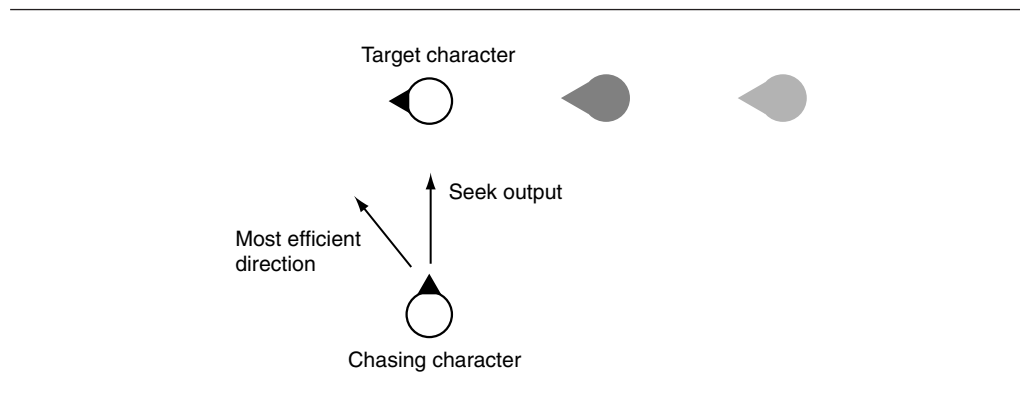 Target character
Seek output
Most efficient
direction
Chasing character